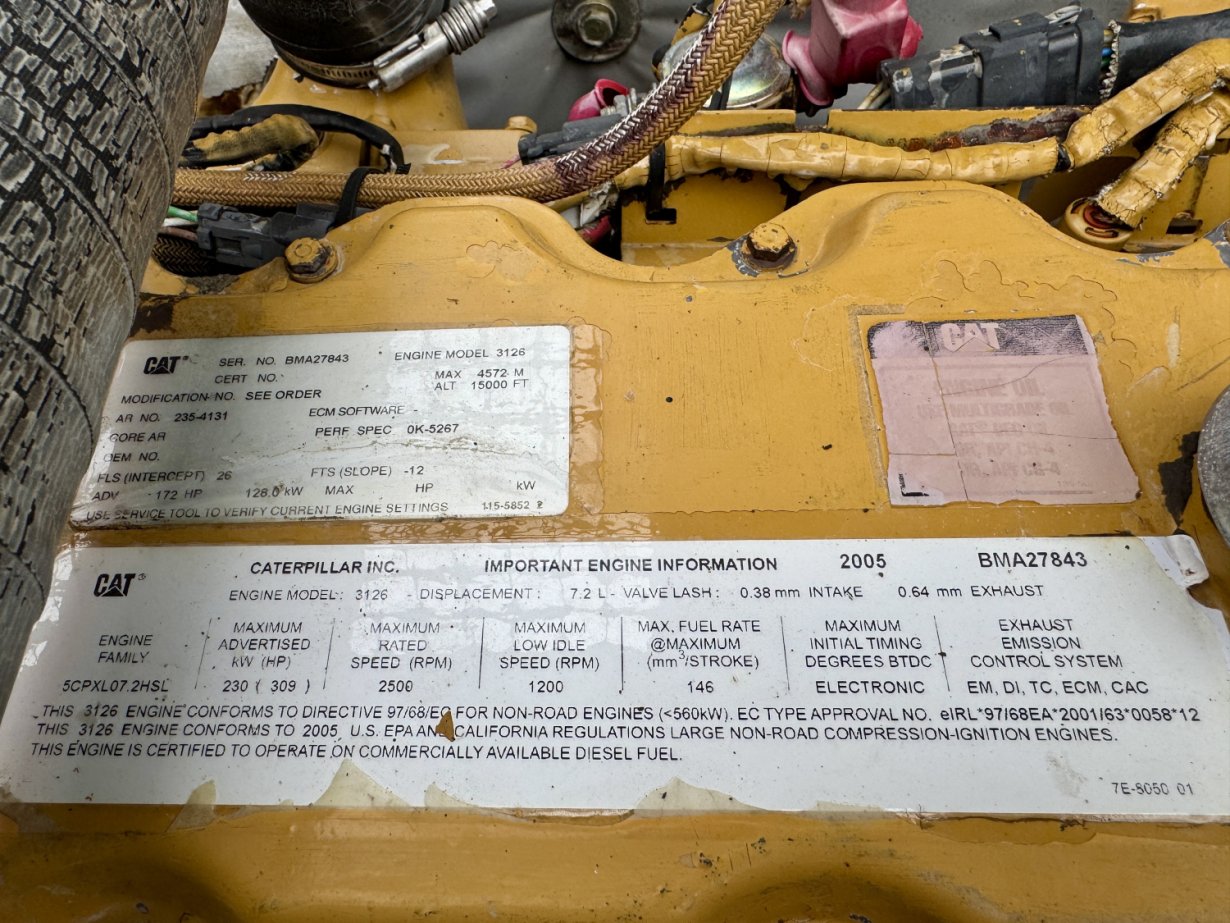 CAT® SER. NO. BMA27843 ENGINE MODEL 3126
CERT NO. MAX 4572 M
ALT 15000 FT
MODIFICATION NO. SEE ORDER
AR NO. 235-4131 ECM SOFTWARE -
CORE AR PERF SPEC 0K-5267
OEM NO.
FLS (INTERCEPT) 26 FTS (SLOPE) -12
ADV 172 HP 128.0 kW MAX HP kW
USE SERVICE TOOL TO VERIFY CURRENT ENGINE SETTINGS 115-5852 2
CAT
CAT® CATERPILLAR INC. IMPORTANT ENGINE INFORMATION 2005 BMA27843
ENGINE MODEL: 3126 - DISPLACEMENT: 7.2 L - VALVE LASH: 0.38 mm INTAKE 0.64 mm EXHAUST
ENGINE FAMILY
MAXIMUM ADVERTISED kW (HP)
MAXIMUM RATED SPEED (RPM)
MAXIMUM LOW IDLE SPEED (RPM)
MAX. FUEL RATE @MAXIMUM (mm³/STROKE)
MAXIMUM INITIAL TIMING DEGREES BTDC
EXHAUST EMISSION CONTROL SYSTEM
5CPXL07.2HSL 230 ( 309 ) 2500 1200 146 ELECTRONIC EM, DI, TC, ECM, CAC
THIS 3126 ENGINE CONFORMS TO DIRECTIVE 97/68/EC FOR NON-ROAD ENGINES (<560kW). EC TYPE APPROVAL NO. eIRL*97/68EA*2001/63*0058*12
THIS 3126 ENGINE CONFORMS TO 2005 U.S. EPA AND CALIFORNIA REGULATIONS LARGE NON-ROAD COMPRESSION-IGNITION ENGINES.
THIS ENGINE IS CERTIFIED TO OPERATE ON COMMERCIALLY AVAILABLE DIESEL FUEL.
7E-8050 01